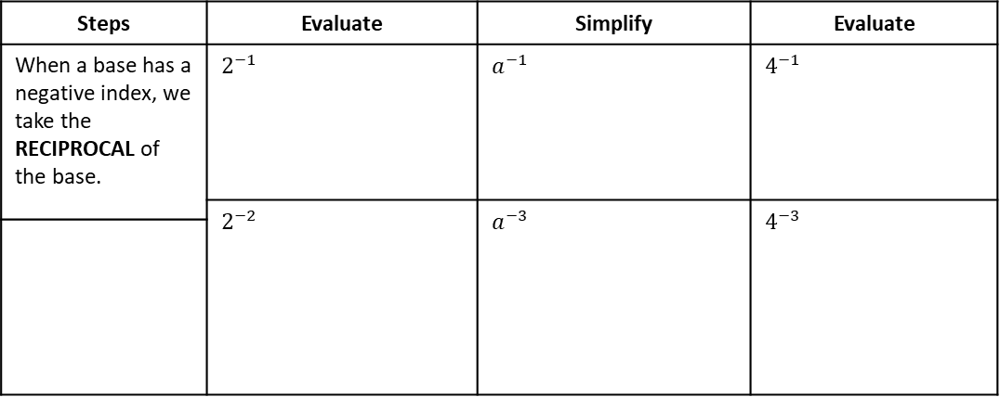 Steps Evaluate Simplify Evaluate
When a base has a
negative index, we
take the
RECIPROCAL of
the base.
2⁻¹ a⁻¹ 4⁻¹
2⁻² a⁻³ 4⁻³